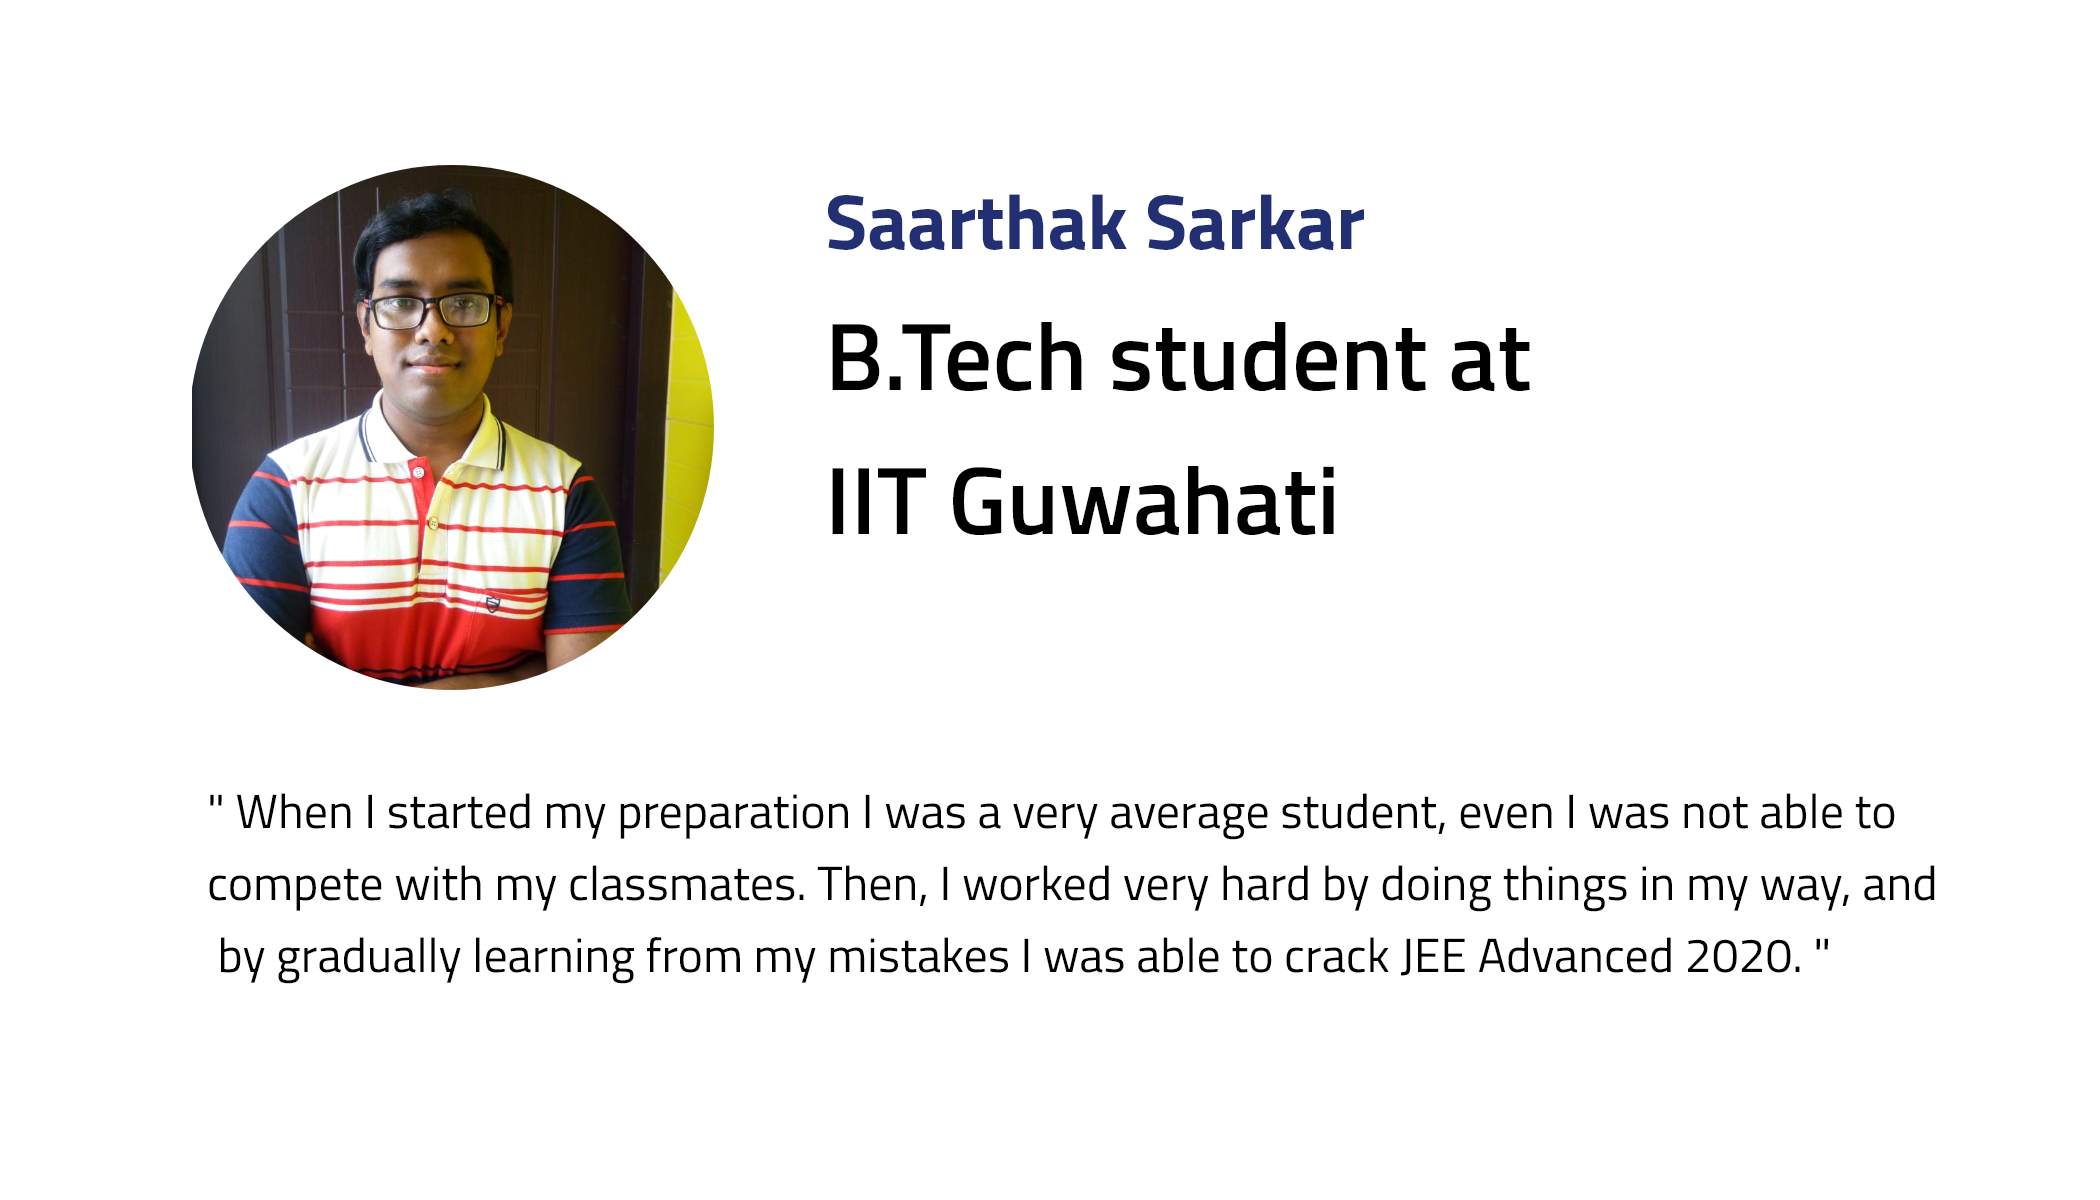 Saarthak Sarkar
B.Tech student at
IIT Guwahati
" When I started my preparation I was a very average student, even I was not able to
compete with my classmates. Then, I worked very hard by doing things in my way, and
by gradually learning from my mistakes I was able to crack JEE Advanced 2020. "